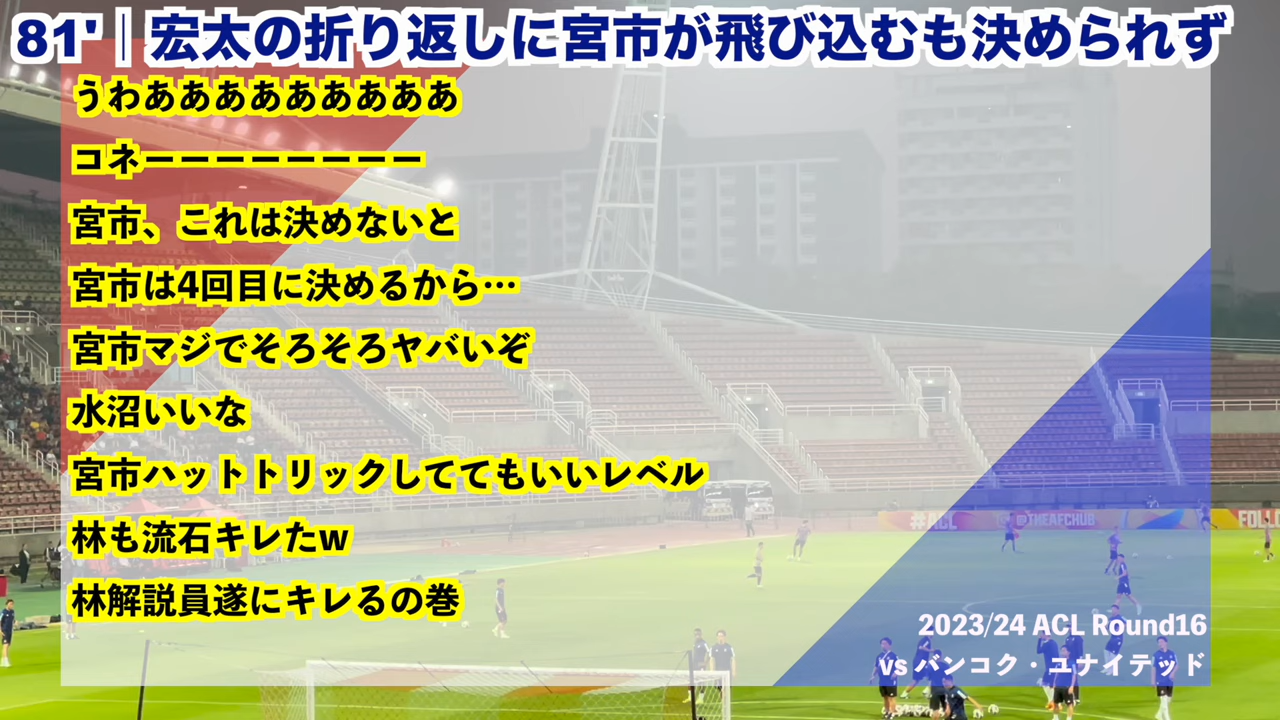 81'｜宏太の折り返しに宮市が飛び込むも決められず
うわああああああああああ
コネーーーーーーーー
宮市、これは決めないと
宮市は4回目に決めるから…
宮市マジでそろそろヤバいぞ
水沼いいな
宮市ハットトリックしててもいいレベル
林も流石キレたw
林解説員遂にキレるの巻
#ACL
@THEAFCHUB
FOLL
2023/24 ACL Round16
vs バンコク・ユナイテッド